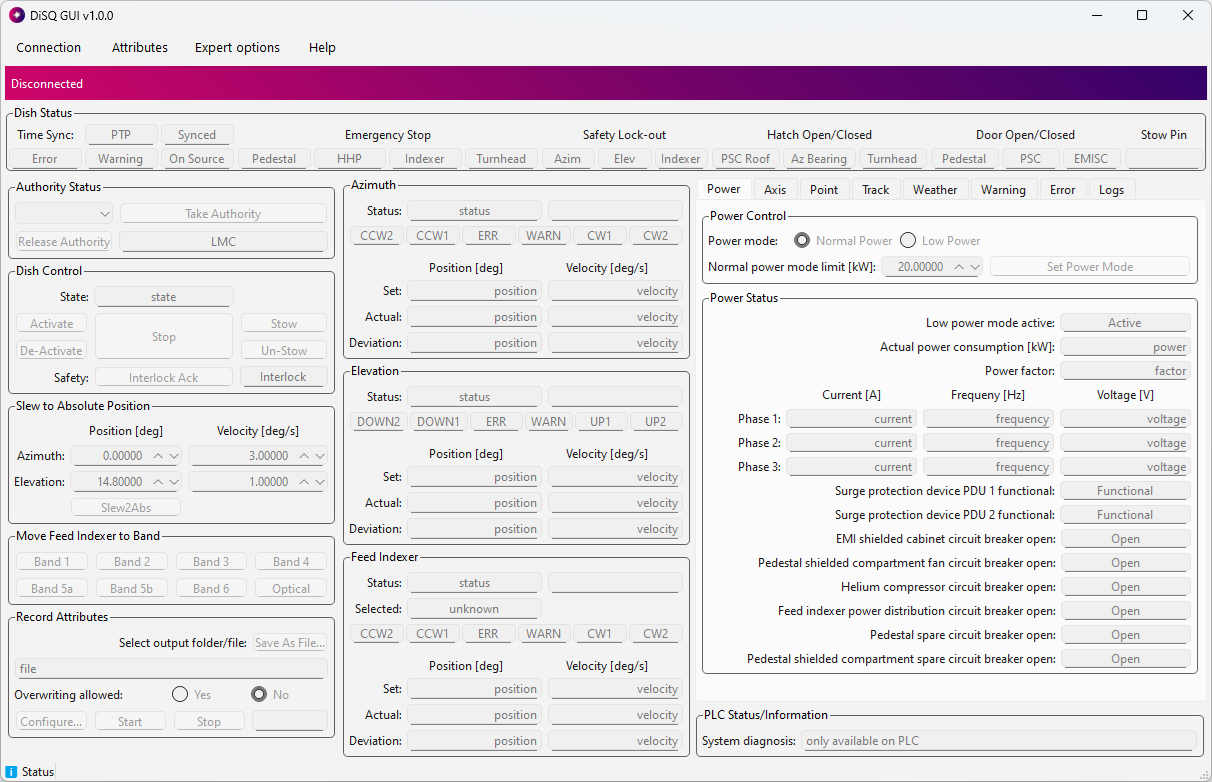 DiSQ GUI v1.0.0
Connection Attributes Expert options Help
Disconnected
Dish Status
Time Sync: PTP Synced Emergency Stop Safety Lock-out Hatch Open/Closed Door Open/Closed Stow Pin
Error Warning On Source Pedestal HHP Indexer Turnhead Azim Elev Indexer PSC Roof Az Bearing Turnhead Pedestal PSC EMISC
Authority Status
Take Authority
Release Authority LMC
Dish Control
State: state
Activate Stop Stow
De-Activate Un-Stow
Safety: Interlock Ack Interlock
Slew to Absolute Position
Position [deg] Velocity [deg/s]
Azimuth: 0.00000 3.00000
Elevation: 14.80000 1.00000
Slew2Abs
Move Feed Indexer to Band
Band 1 Band 2 Band 3 Band 4
Band 5a Band 5b Band 6 Optical
Record Attributes
Select output folder/file: Save As File...
file
Overwriting allowed: Yes No
Configure... Start Stop
Azimuth
Status: status
CCW2 CCW1 ERR WARN CW1 CW2
Position [deg] Velocity [deg/s]
Set: position velocity
Actual: position velocity
Deviation: position velocity
Elevation
Status: status
DOWN2 DOWN1 ERR WARN UP1 UP2
Position [deg] Velocity [deg/s]
Set: position velocity
Actual: position velocity
Deviation: position velocity
Feed Indexer
Status: status
Selected: unknown
CCW2 CCW1 ERR WARN CW1 CW2
Position [deg] Velocity [deg/s]
Set: position velocity
Actual: position velocity
Deviation: position velocity
Power Axis Point Track Weather Warning Error Logs
Power Control
Power mode: Normal Power Low Power
Normal power mode limit [kW]: 20.00000 Set Power Mode
Power Status
Low power mode active: Active
Actual power consumption [kW]: power
Power factor: factor
Current [A] Frequeny [Hz] Voltage [V]
Phase 1: current frequency voltage
Phase 2: current frequency voltage
Phase 3: current frequency voltage
Surge protection device PDU 1 functional: Functional
Surge protection device PDU 2 functional: Functional
EMI shielded cabinet circuit breaker open: Open
Pedestal shielded compartment fan circuit breaker open: Open
Helium compressor circuit breaker open: Open
Feed indexer power distribution circuit breaker open: Open
Pedestal spare circuit breaker open: Open
Pedestal shielded compartment spare circuit breaker open: Open
PLC Status/Information
System diagnosis: only available on PLC
Status